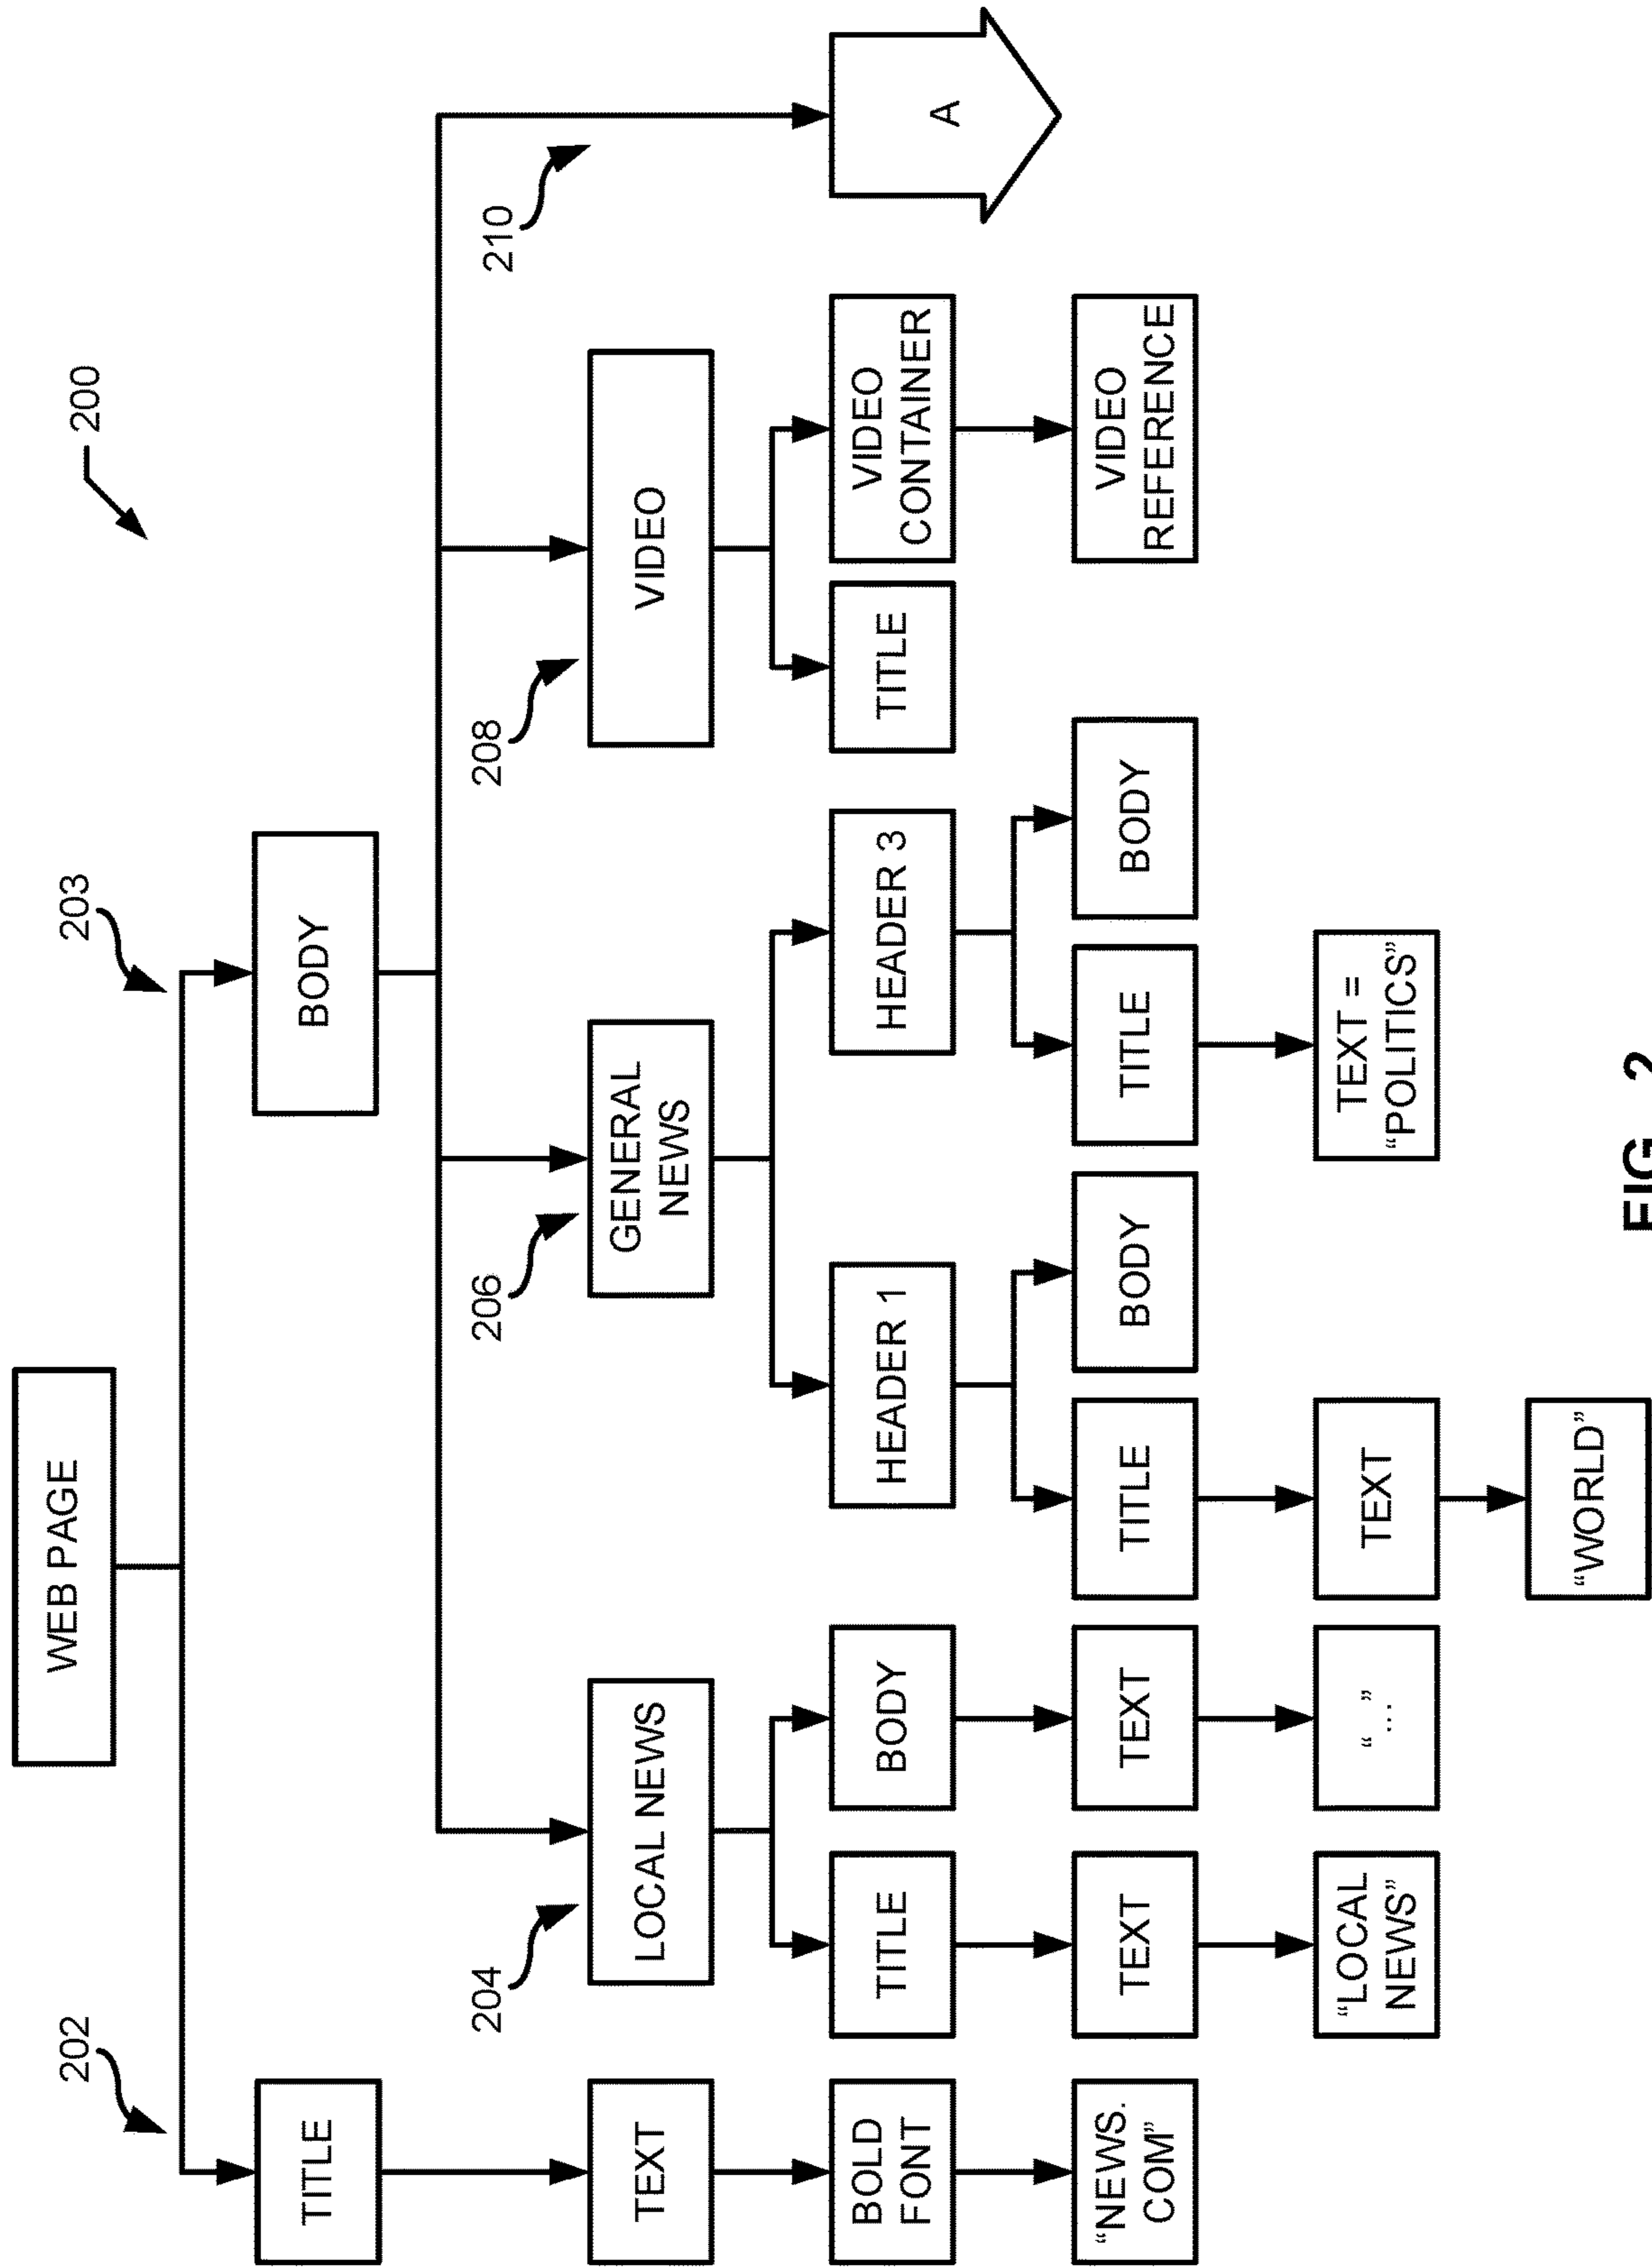 200
WEB PAGE
202
203
TITLE
BODY
204
206
208
210
TEXT
LOCAL NEWS
GENERAL
NEWS
VIDEO
BOLD
FONT
TITLE
BODY
HEADER 1
HEADER 3
TITLE
VIDEO
CONTAINER
A
“NEWS.
COM”
TEXT
TEXT
TITLE
BODY
TITLE
BODY
VIDEO
REFERENCE
“LOCAL
NEWS”
“ ... ”
TEXT
TEXT =
“POLITICS”
“WORLD”
FIG. 2